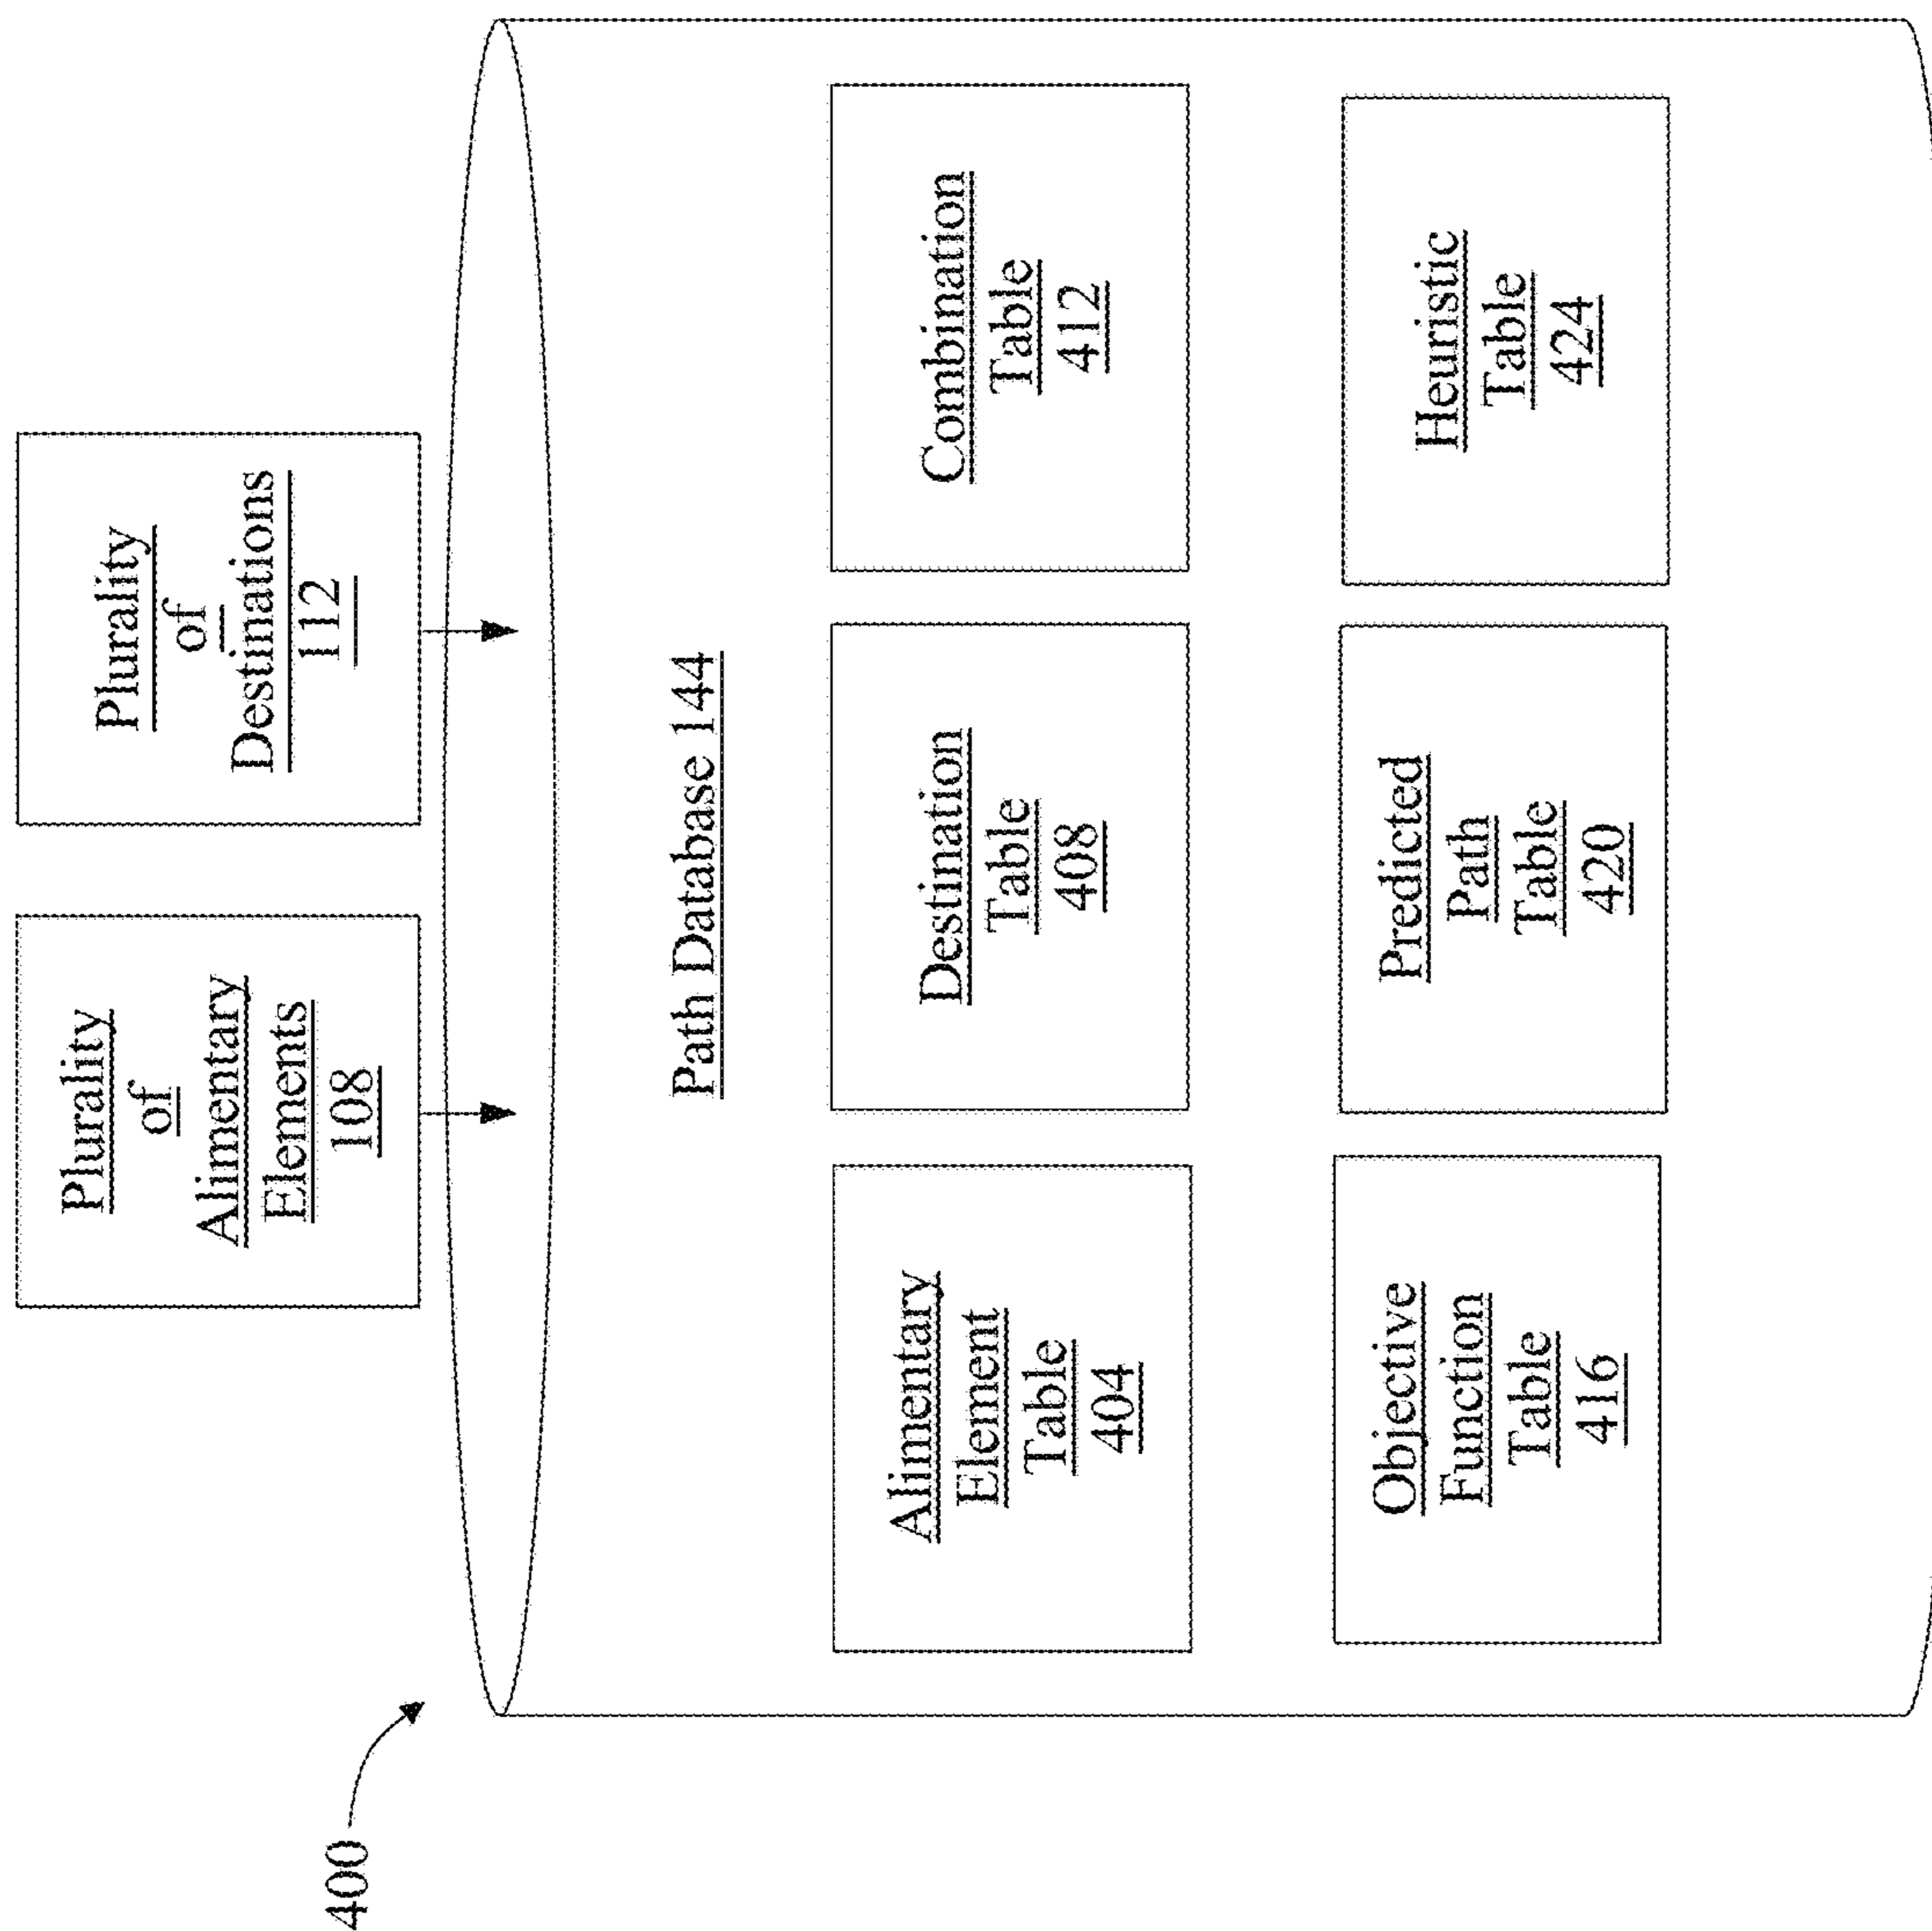 400
Plurality
of
Alimentary
Elements
108
Plurality
of
Destinations
112
Path Database 144
Alimentary
Element
Table
404
Destination
Table
408
Combination
Table
412
Objective
Function
Table
416
Predicted
Path
Table
420
Heuristic
Table
424